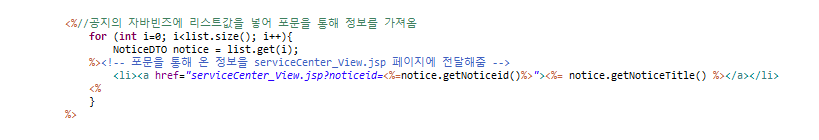 <%//공지의 자바빈즈에 리스트값을 넣어 포문을 통해 정보를 가져옴
for (int i=0; i<list.size(); i++){
NoticeDTO notice = list.get(i);
%><!-- 포문을 통해 온 정보을 serviceCenter_View.jsp 페이지에 전달해줌 -->
<li><a href="serviceCenter_View.jsp?noticeid=<%=notice.getNoticeid()%>"><%= notice.getNoticeTitle() %></a></li>
<%
}
%>